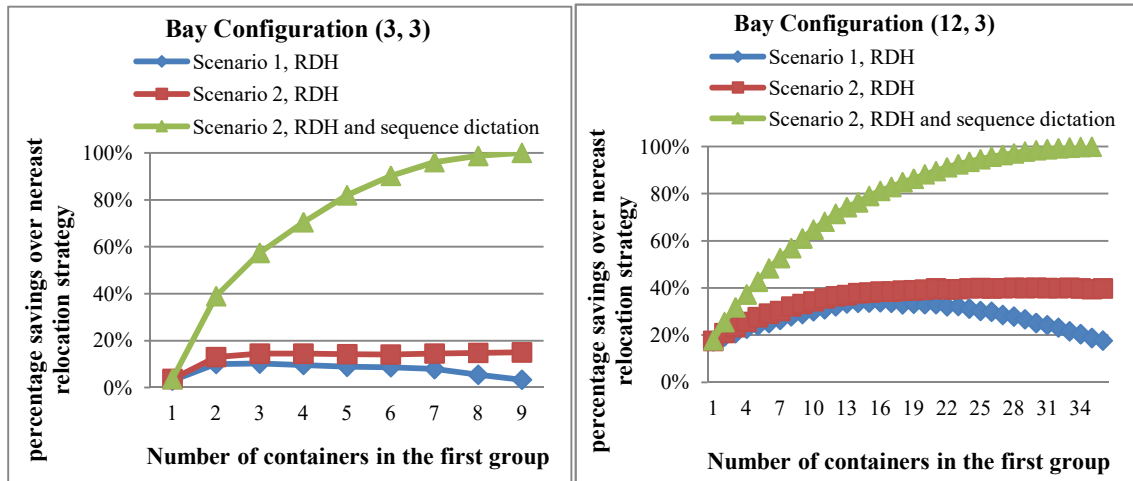 Bay Configuration (3, 3)
Scenario 1, RDH
Scenario 2, RDH
Scenario 2, RDH and sequence dictation
percentage savings over nereast
relocation strategy
100%
80%
60%
40%
20%
0%
1 2 3 4 5 6 7 8 9
Number of containers in the first group
Bay Configuration (12, 3)
Scenario 1, RDH
Scenario 2, RDH
Scenario 2, RDH and sequence dictation
percentage savings over nereast
relocation strategy
100%
80%
60%
40%
20%
0%
1 4 7 10 13 16 19 22 25 28 31 34
Number of containers in the first group